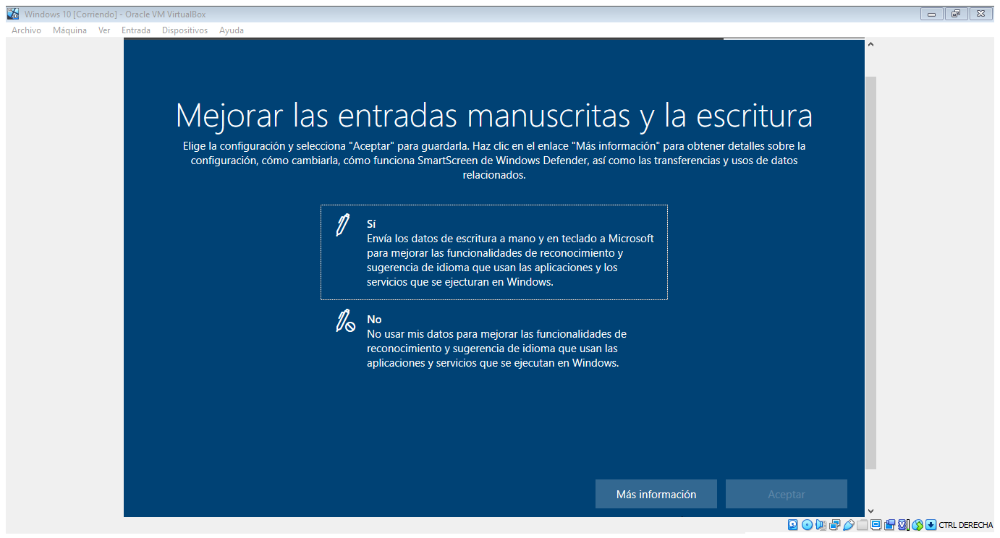 Windows 10 [Corriendo] - Oracle VM VirtualBox
Archivo Máquina Ver Entrada Dispositivos Ayuda
Mejorar las entradas manuscritas y la escritura
Elige la configuración y selecciona "Aceptar" para guardarla. Haz clic en el enlace "Más información" para obtener detalles sobre la
configuración, cómo cambiarla, cómo funciona SmartScreen de Windows Defender, así como las transferencias y usos de datos
relacionados.
Sí
Envía los datos de escritura a mano y en teclado a Microsoft
para mejorar las funcionalidades de reconocimiento y
sugerencia de idioma que usan las aplicaciones y los
servicios que se ejecturan en Windows.
No
No usar mis datos para mejorar las funcionalidades de
reconocimiento y sugerencia de idioma que usan las
aplicaciones y servicios que se ejecutan en Windows.
Más información Aceptar
CTRL DERECHA